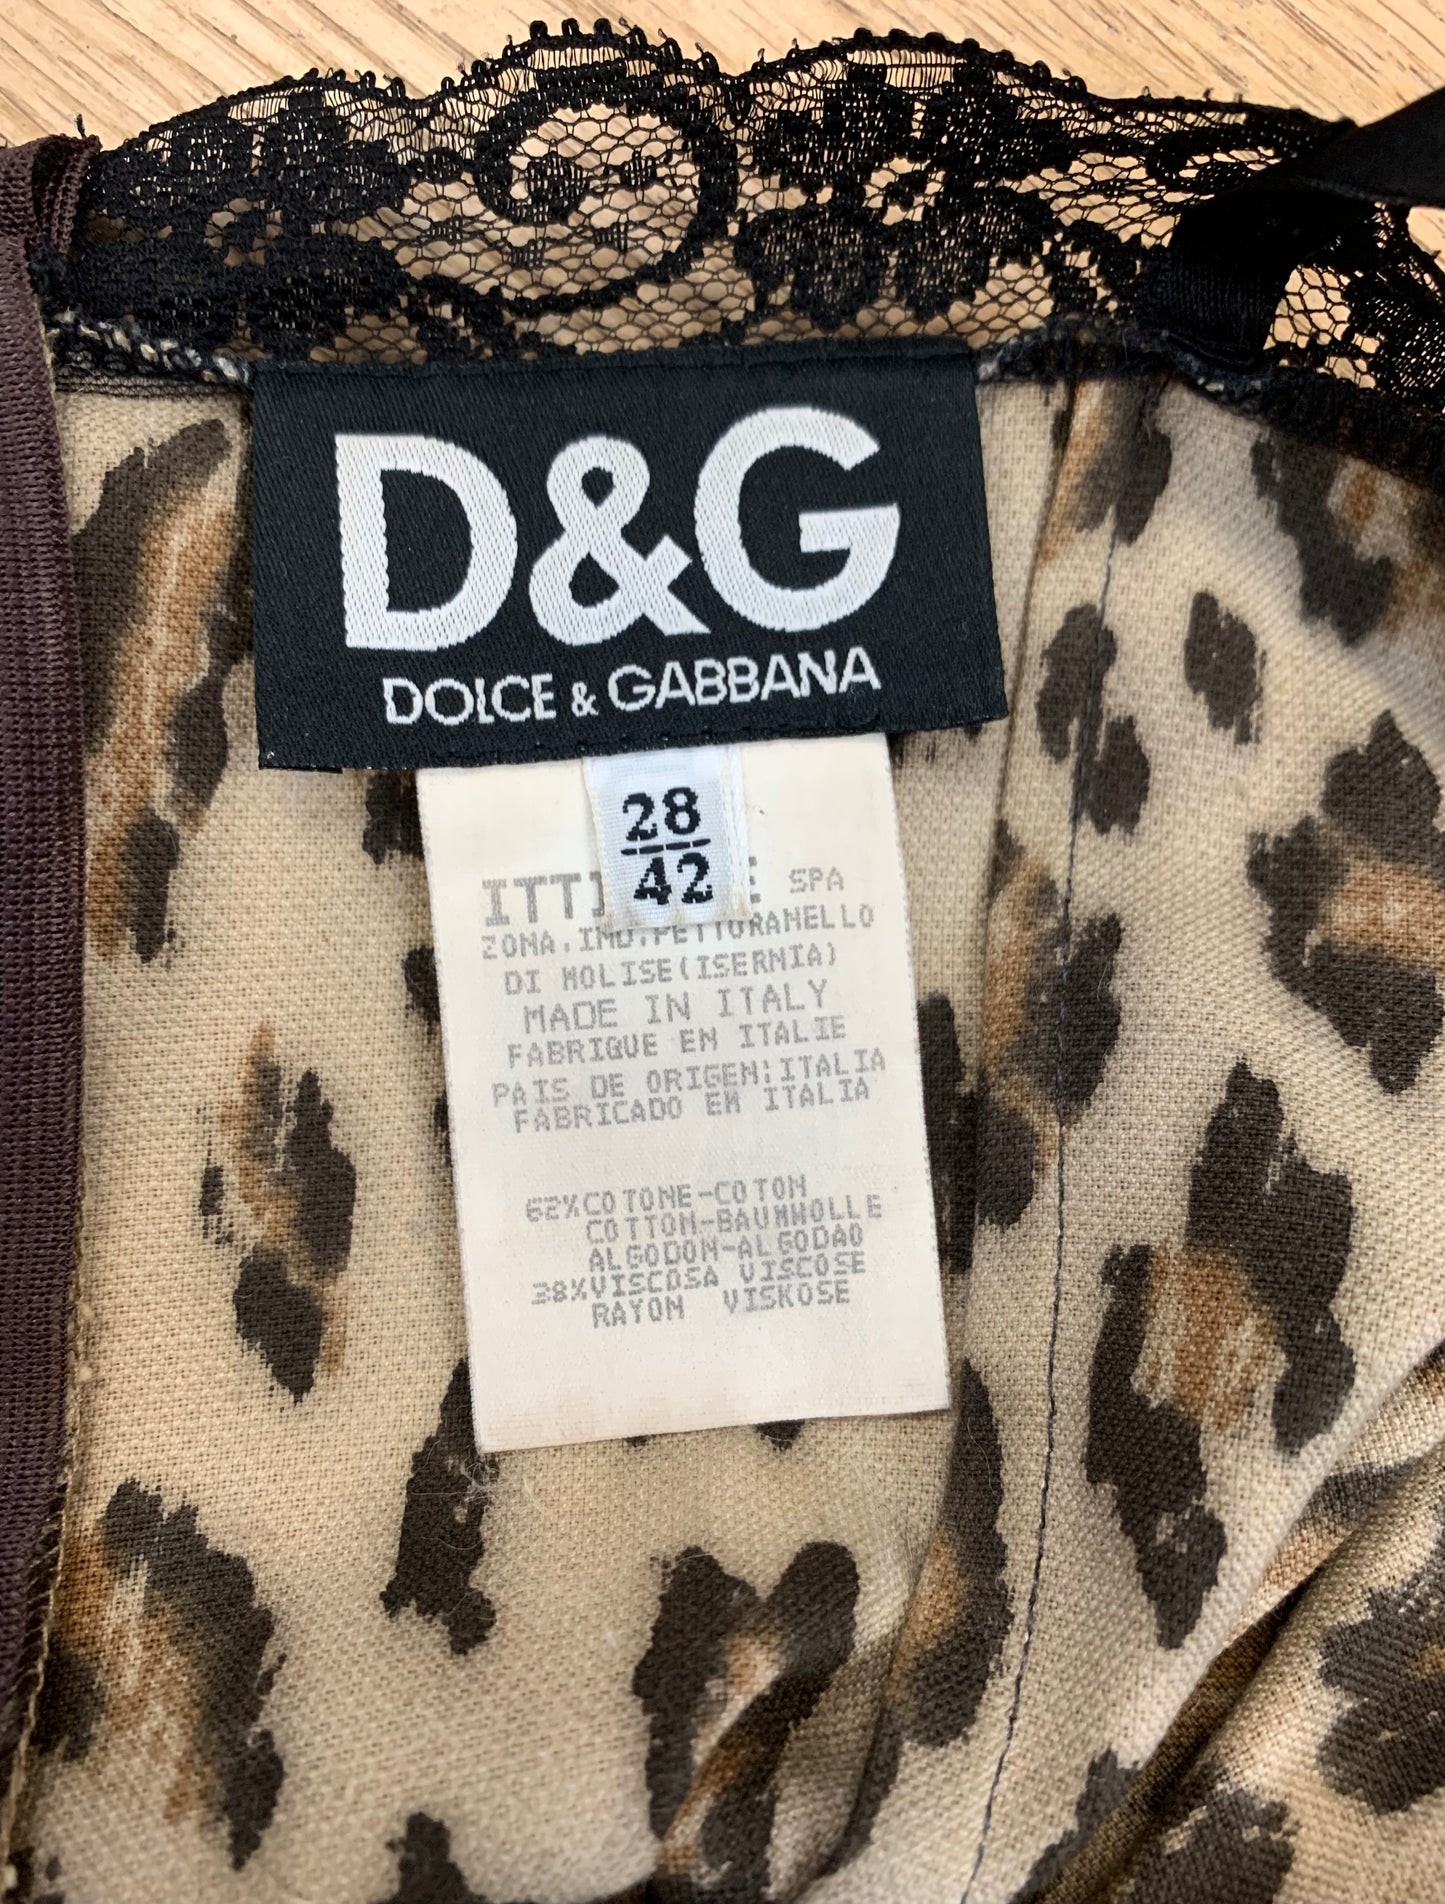 D&G
DOLCE & GABBANA
28
42
SPA
ZONA.IND.PETTORANELLO
DI MOLISE(ISERNIA)
MADE IN ITALY
FABRIQUE EN ITALIE
PAIS DE ORIGEN:ITALIA
FABRICADO EM ITALIA
62%COTONE-COTON
COTTON-BAUMWOLLE
ALGODON-ALGODAO
38%VISCOSA VISCOSE
RAYON VISKOSE